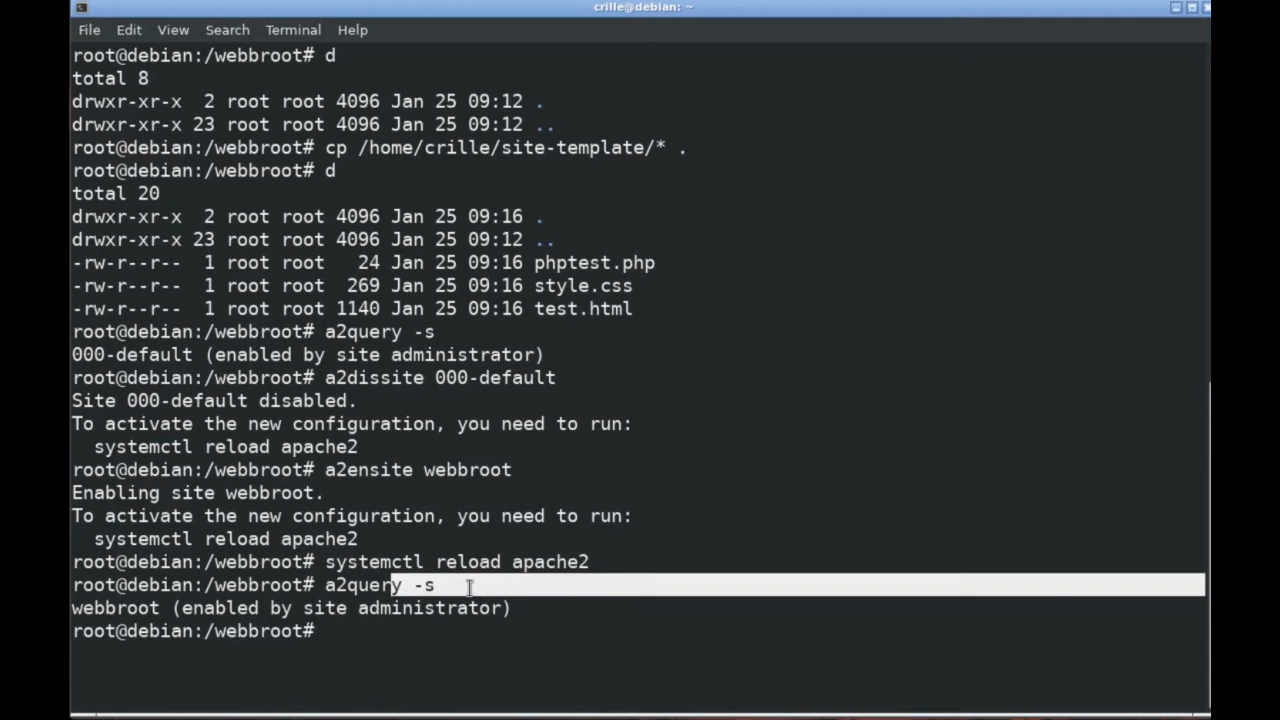 crille@debian: ~
File Edit View Search Terminal Help
root@debian:/webbroot# d
total 8
drwxr-xr-x  2 root root 4096 Jan 25 09:12 .
drwxr-xr-x 23 root root 4096 Jan 25 09:12 ..
root@debian:/webbroot# cp /home/crille/site-template/* .
root@debian:/webbroot# d
total 20
drwxr-xr-x  2 root root 4096 Jan 25 09:16 .
drwxr-xr-x 23 root root 4096 Jan 25 09:12 ..
-rw-r--r--  1 root root   24 Jan 25 09:16 phptest.php
-rw-r--r--  1 root root  269 Jan 25 09:16 style.css
-rw-r--r--  1 root root 1140 Jan 25 09:16 test.html
root@debian:/webbroot# a2query -s
000-default (enabled by site administrator)
root@debian:/webbroot# a2dissite 000-default
Site 000-default disabled.
To activate the new configuration, you need to run:
  systemctl reload apache2
root@debian:/webbroot# a2ensite webbroot
Enabling site webbroot.
To activate the new configuration, you need to run:
  systemctl reload apache2
root@debian:/webbroot# systemctl reload apache2
root@debian:/webbroot# a2query -s
webbroot (enabled by site administrator)
root@debian:/webbroot#